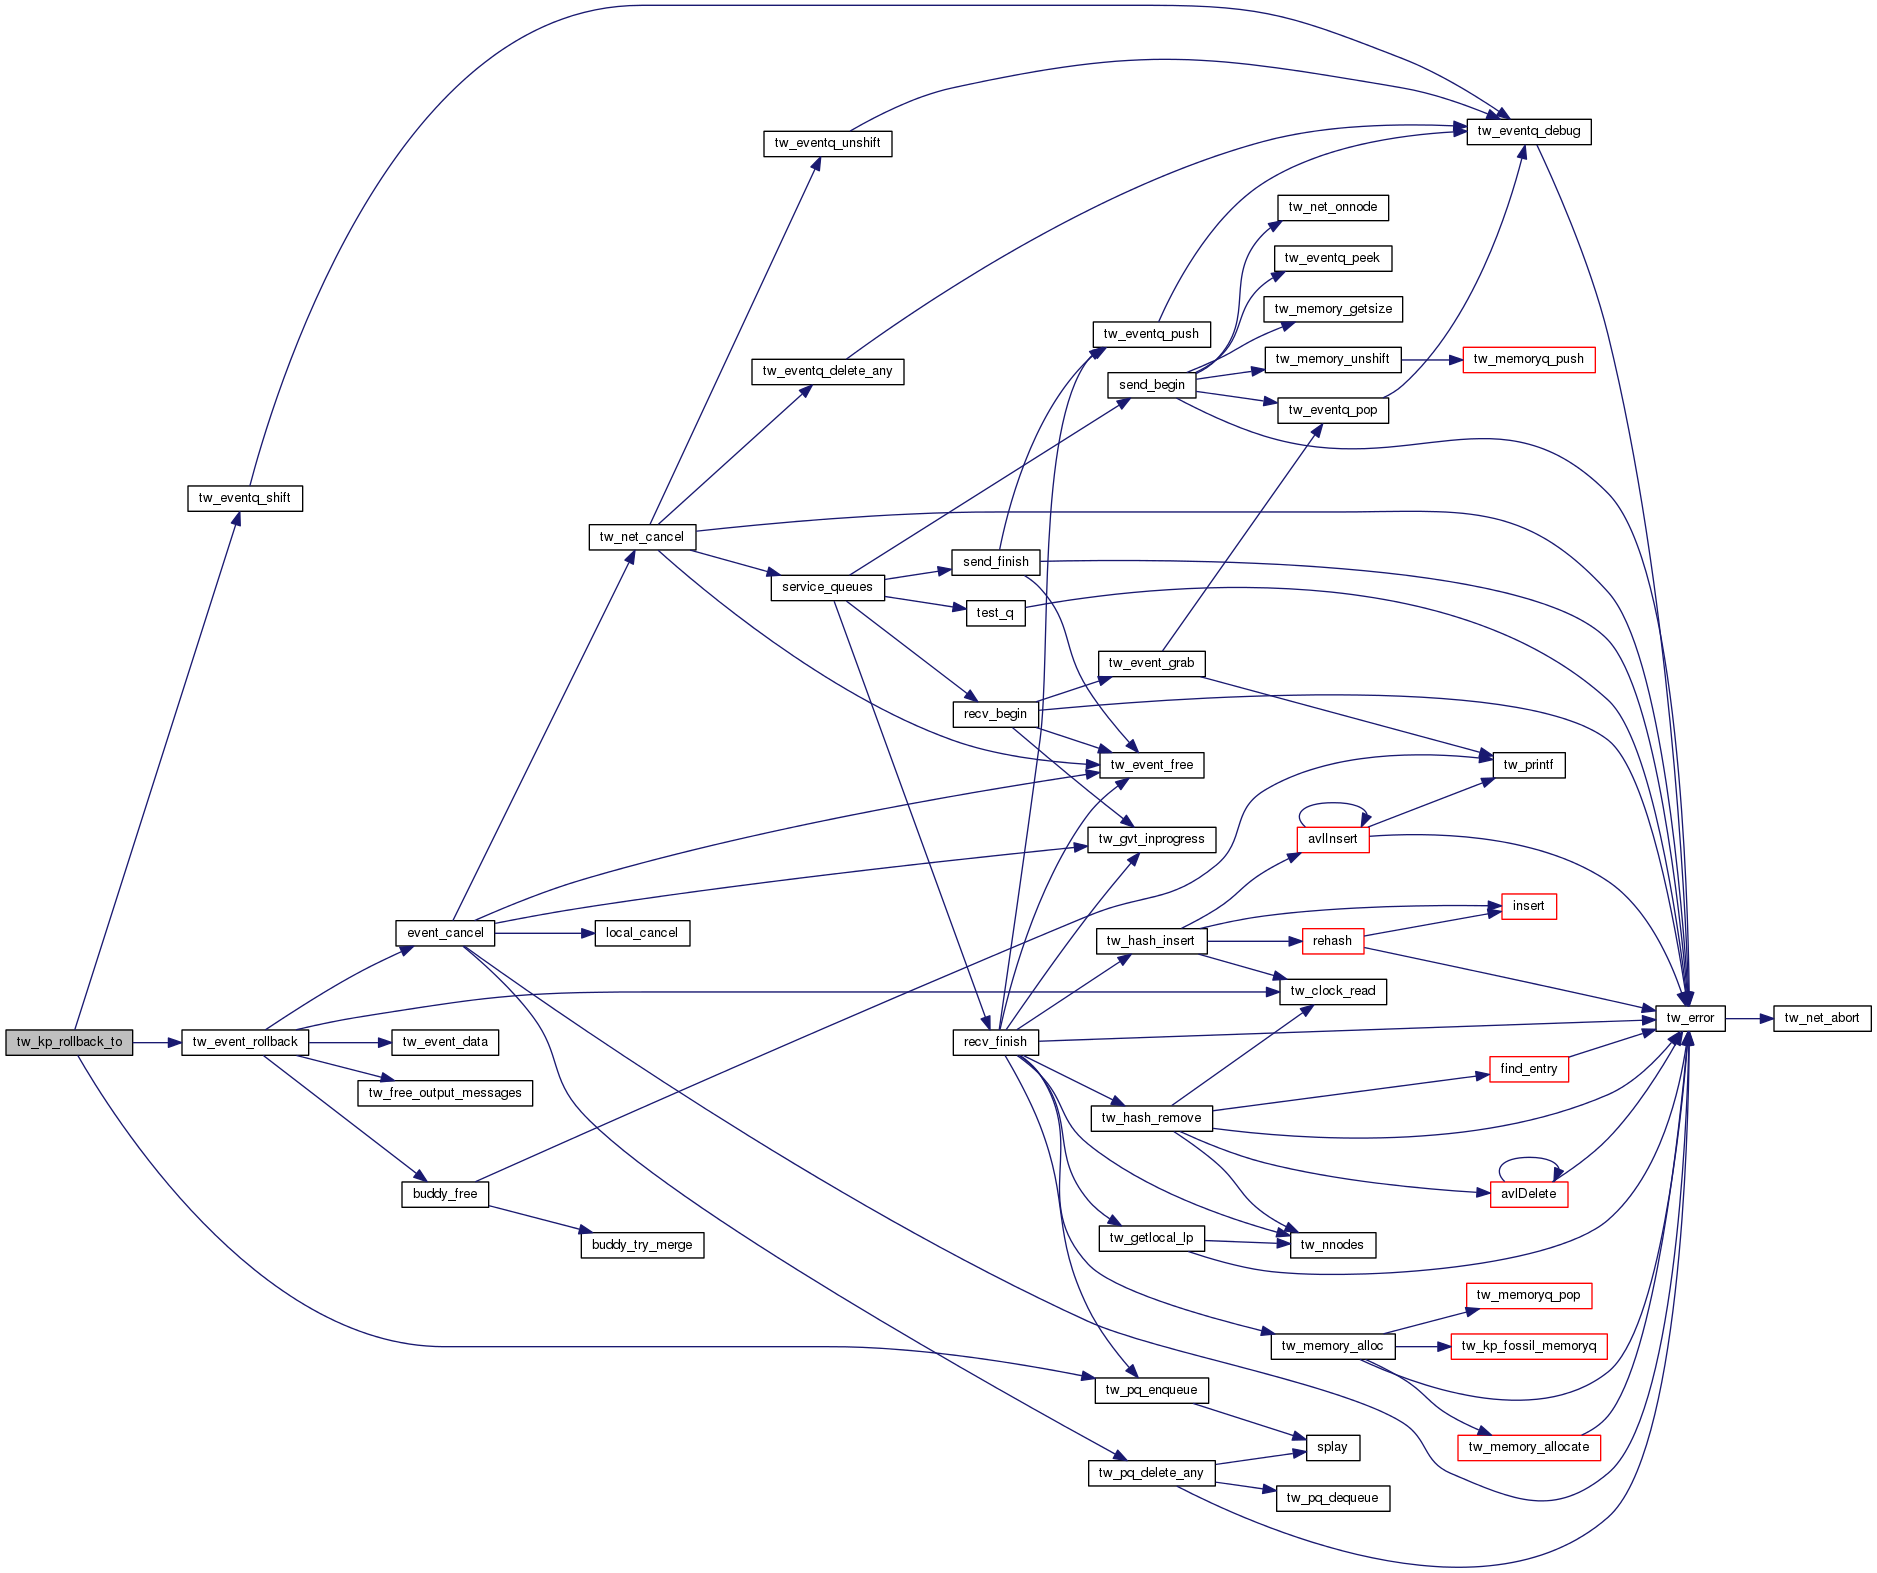 tw_eventq_debug
tw_eventq_unshift
tw_net_onnode
tw_eventq_peek
tw_memory_getsize
tw_eventq_push
tw_memory_unshift
tw_memoryq_push
tw_eventq_delete_any
send_begin
tw_eventq_pop
tw_eventq_shift
tw_net_cancel
send_finish
service_queues
test_q
tw_event_grab
recv_begin
tw_event_free
tw_printf
tw_gvt_inprogress
avlInsert
insert
event_cancel
local_cancel
tw_hash_insert
rehash
tw_clock_read
tw_error
tw_net_abort
tw_kp_rollback_to
tw_event_rollback
tw_event_data
recv_finish
find_entry
tw_free_output_messages
tw_hash_remove
buddy_free
avlDelete
tw_getlocal_lp
tw_nnodes
buddy_try_merge
tw_memoryq_pop
tw_memory_alloc
tw_kp_fossil_memoryq
tw_pq_enqueue
splay
tw_memory_allocate
tw_pq_delete_any
tw_pq_dequeue